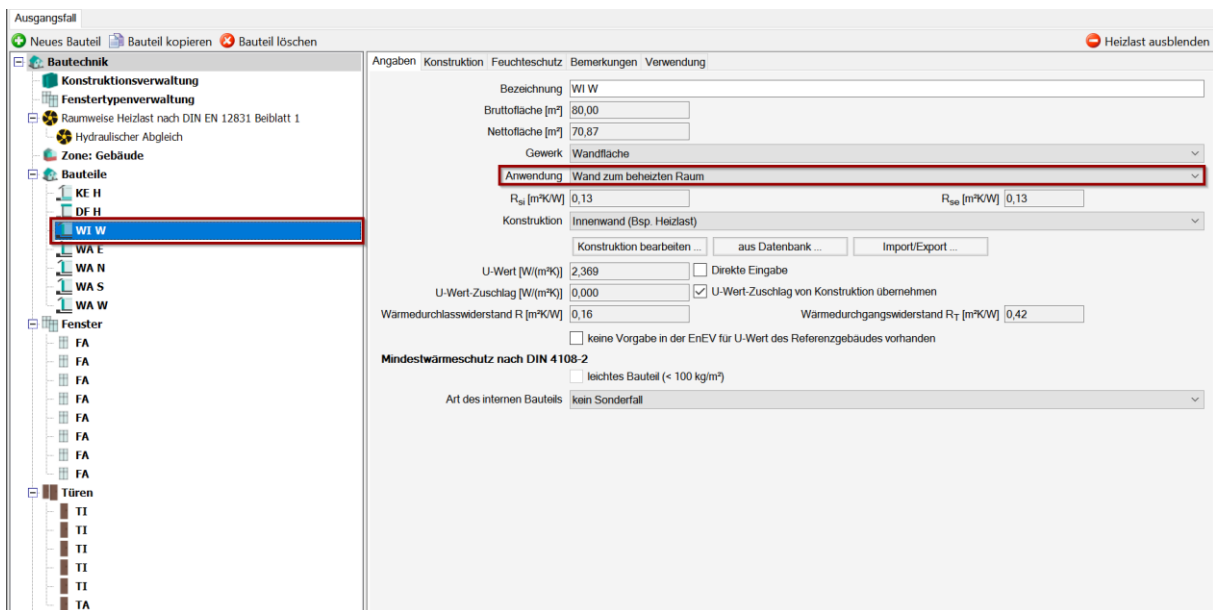 Ausgangsfall
Neues Bauteil Bauteil kopieren Bauteil löschen Heizlast ausblenden
Bautechnik
Konstruktionsverwaltung
Fenstertypenverwaltung
Raumweise Heizlast nach DIN EN 12831 Beiblatt 1
Hydraulischer Abgleich
Zone: Gebäude
Bauteile
KE H
DF H
WI W
WA E
WA N
WA S
WA W
Fenster
FA
FA
FA
FA
FA
FA
FA
FA
Türen
TI
TI
TI
TI
TI
TA
Angaben Konstruktion Feuchteschutz Bemerkungen Verwendung
Bezeichnung WI W
Bruttofläche [m²] 80,00
Nettofläche [m²] 70,87
Gewerk Wandfläche
Anwendung Wand zum beheizten Raum
Rsi [m²K/W] 0,13 Rse [m²K/W] 0,13
Konstruktion Innenwand (Bsp. Heizlast)
Konstruktion bearbeiten ... aus Datenbank ... Import/Export ...
U-Wert [W/(m²K)] 2,369 Direkte Eingabe
U-Wert-Zuschlag [W/(m²K)] 0,000 U-Wert-Zuschlag von Konstruktion übernehmen
Wärmedurchlasswiderstand R [m²K/W] 0,16 Wärmedurchgangswiderstand RT [m²K/W] 0,42
keine Vorgabe in der EnEV für U-Wert des Referenzgebäudes vorhanden
Mindestwärmeschutz nach DIN 4108-2
leichtes Bauteil (< 100 kg/m²)
Art des internen Bauteils kein Sonderfall